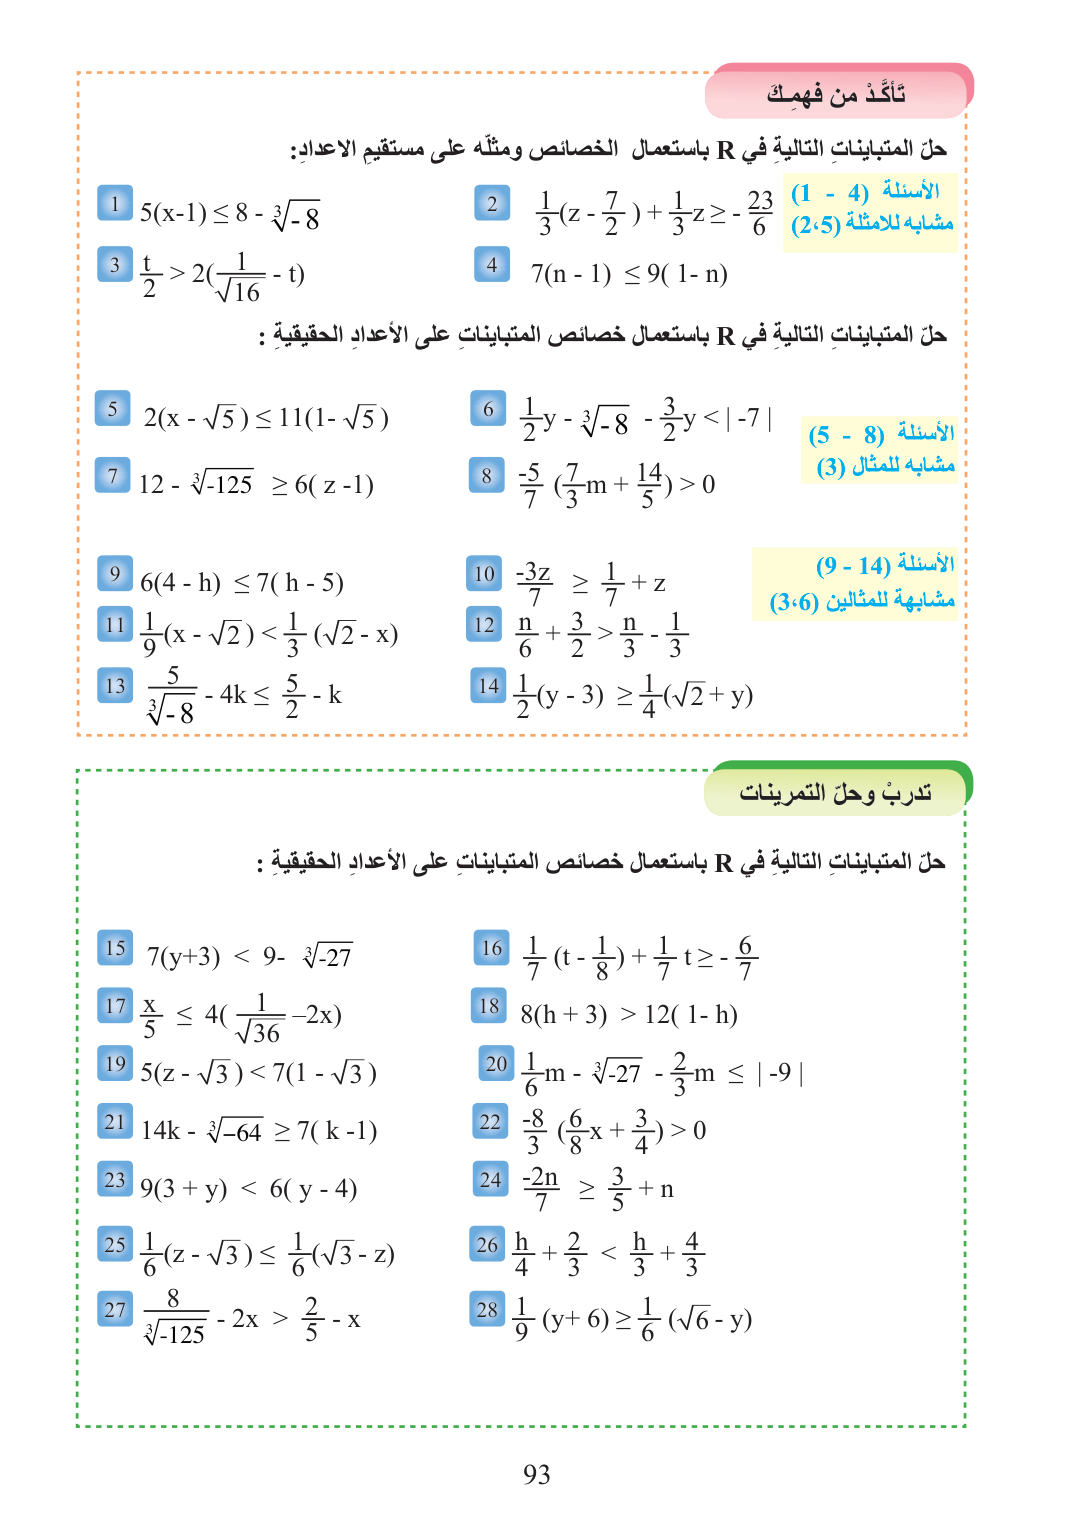 تَأكَّـدْ من فهمِـكَ
حلّ المتبايناتِ التاليةِ في R باستعمال الخصائص ومثلّه على مستقيمِ الاعدادِ:
الأسئلة (4 - 1)
مشابه للامثلة (2،5)
1 5(x-1) ≤ 8 - ∛-8
2 1/3(z - 7/2) + 1/3z ≥ - 23/6
3 t/2 > 2(1/√16 - t)
4 7(n - 1) ≤ 9( 1- n)
حلّ المتبايناتِ التاليةِ في R باستعمال خصائص المتبايناتِ على الأعدادِ الحقيقيةِ :
5 2(x - √5) ≤ 11(1- √5)
6 1/2y - ∛-8 - 3/2y < | -7 |
الأسئلة (8 - 5)
مشابه للمثال (3)
7 12 - ∛-125 ≥ 6( z -1)
8 -5/7 (7/3m + 14/5) > 0
الأسئلة (14 - 9)
مشابهة للمثالين (3،6)
9 6(4 - h) ≤ 7( h - 5)
10 -3z/7 ≥ 1/7 + z
11 1/9(x - √2) < 1/3 (√2 - x)
12 n/6 + 3/2 > n/3 - 1/3
13 5/∛-8 - 4k ≤ 5/2 - k
14 1/2(y - 3) ≥ 1/4(√2 + y)
تدربْ وحلّ التمرينات
حلّ المتبايناتِ التاليةِ في R باستعمال خصائص المتبايناتِ على الأعدادِ الحقيقيةِ :
15 7(y+3) < 9- ∛-27
16 1/7 (t - 1/8) + 1/7 t ≥ - 6/7
17 x/5 ≤ 4( 1/√36 –2x)
18 8(h + 3) > 12( 1- h)
19 5(z - √3) < 7(1 - √3)
20 1/6m - ∛-27 - 2/3m ≤ | -9 |
21 14k - ∛–64 ≥ 7( k -1)
22 -8/3 (6/8x + 3/4) > 0
23 9(3 + y) < 6( y - 4)
24 -2n/7 ≥ 3/5 + n
25 1/6(z - √3) ≤ 1/6(√3 - z)
26 h/4 + 2/3 < h/3 + 4/3
27 8/∛-125 - 2x > 2/5 - x
28 1/9 (y+ 6) ≥ 1/6 (√6 - y)
93